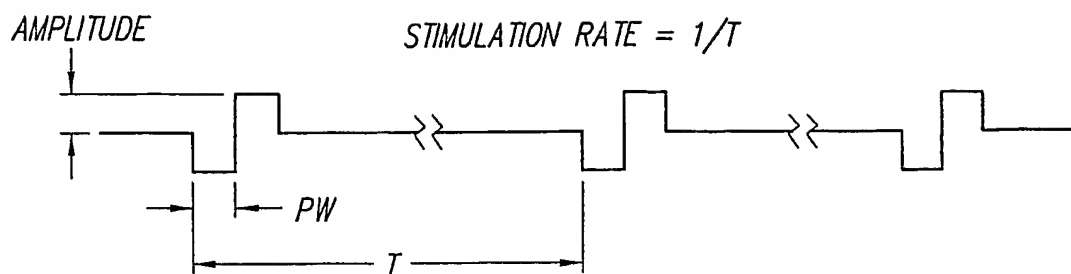 AMPLITUDE
STIMULATION RATE = 1/T
PW
T